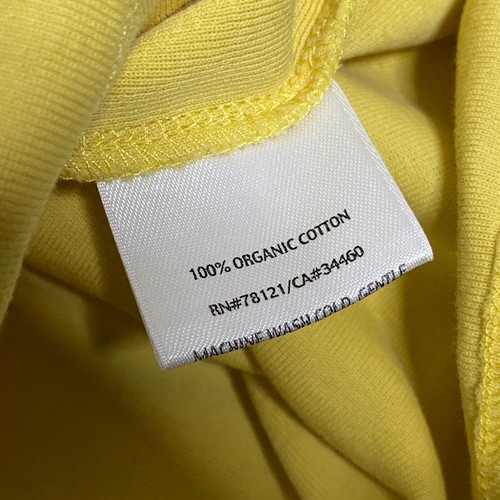 100% ORGANIC COTTON
RN#78121/CA#34460
MACHINE WASH COLD, GENTLE